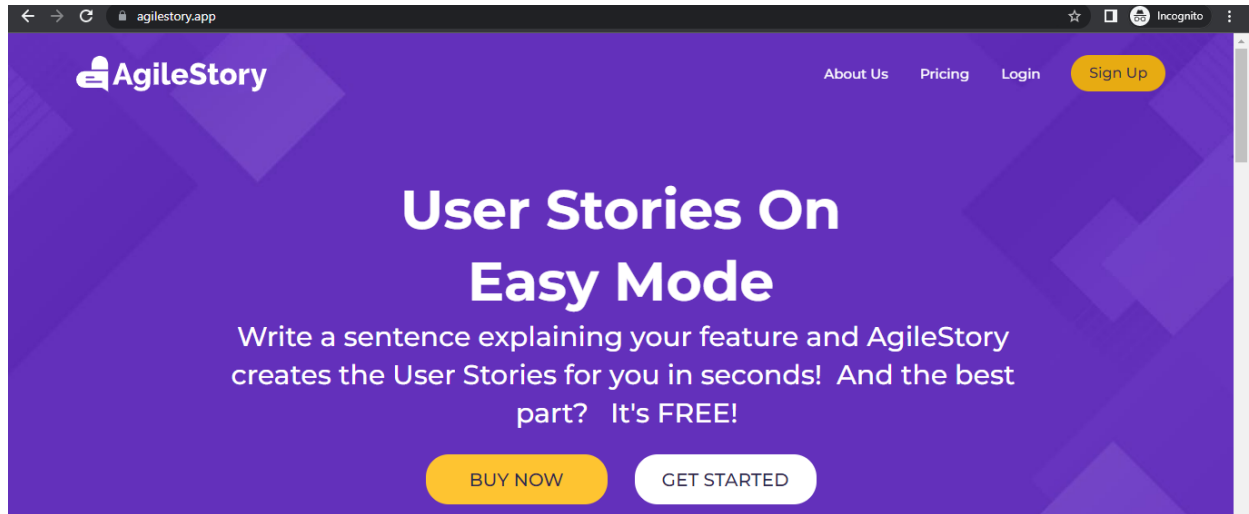 agilestory.app
Incognito
AgileStory
About Us Pricing Login Sign Up
User Stories On
Easy Mode
Write a sentence explaining your feature and AgileStory
creates the User Stories for you in seconds!  And the best
part?   It's FREE!
BUY NOW GET STARTED